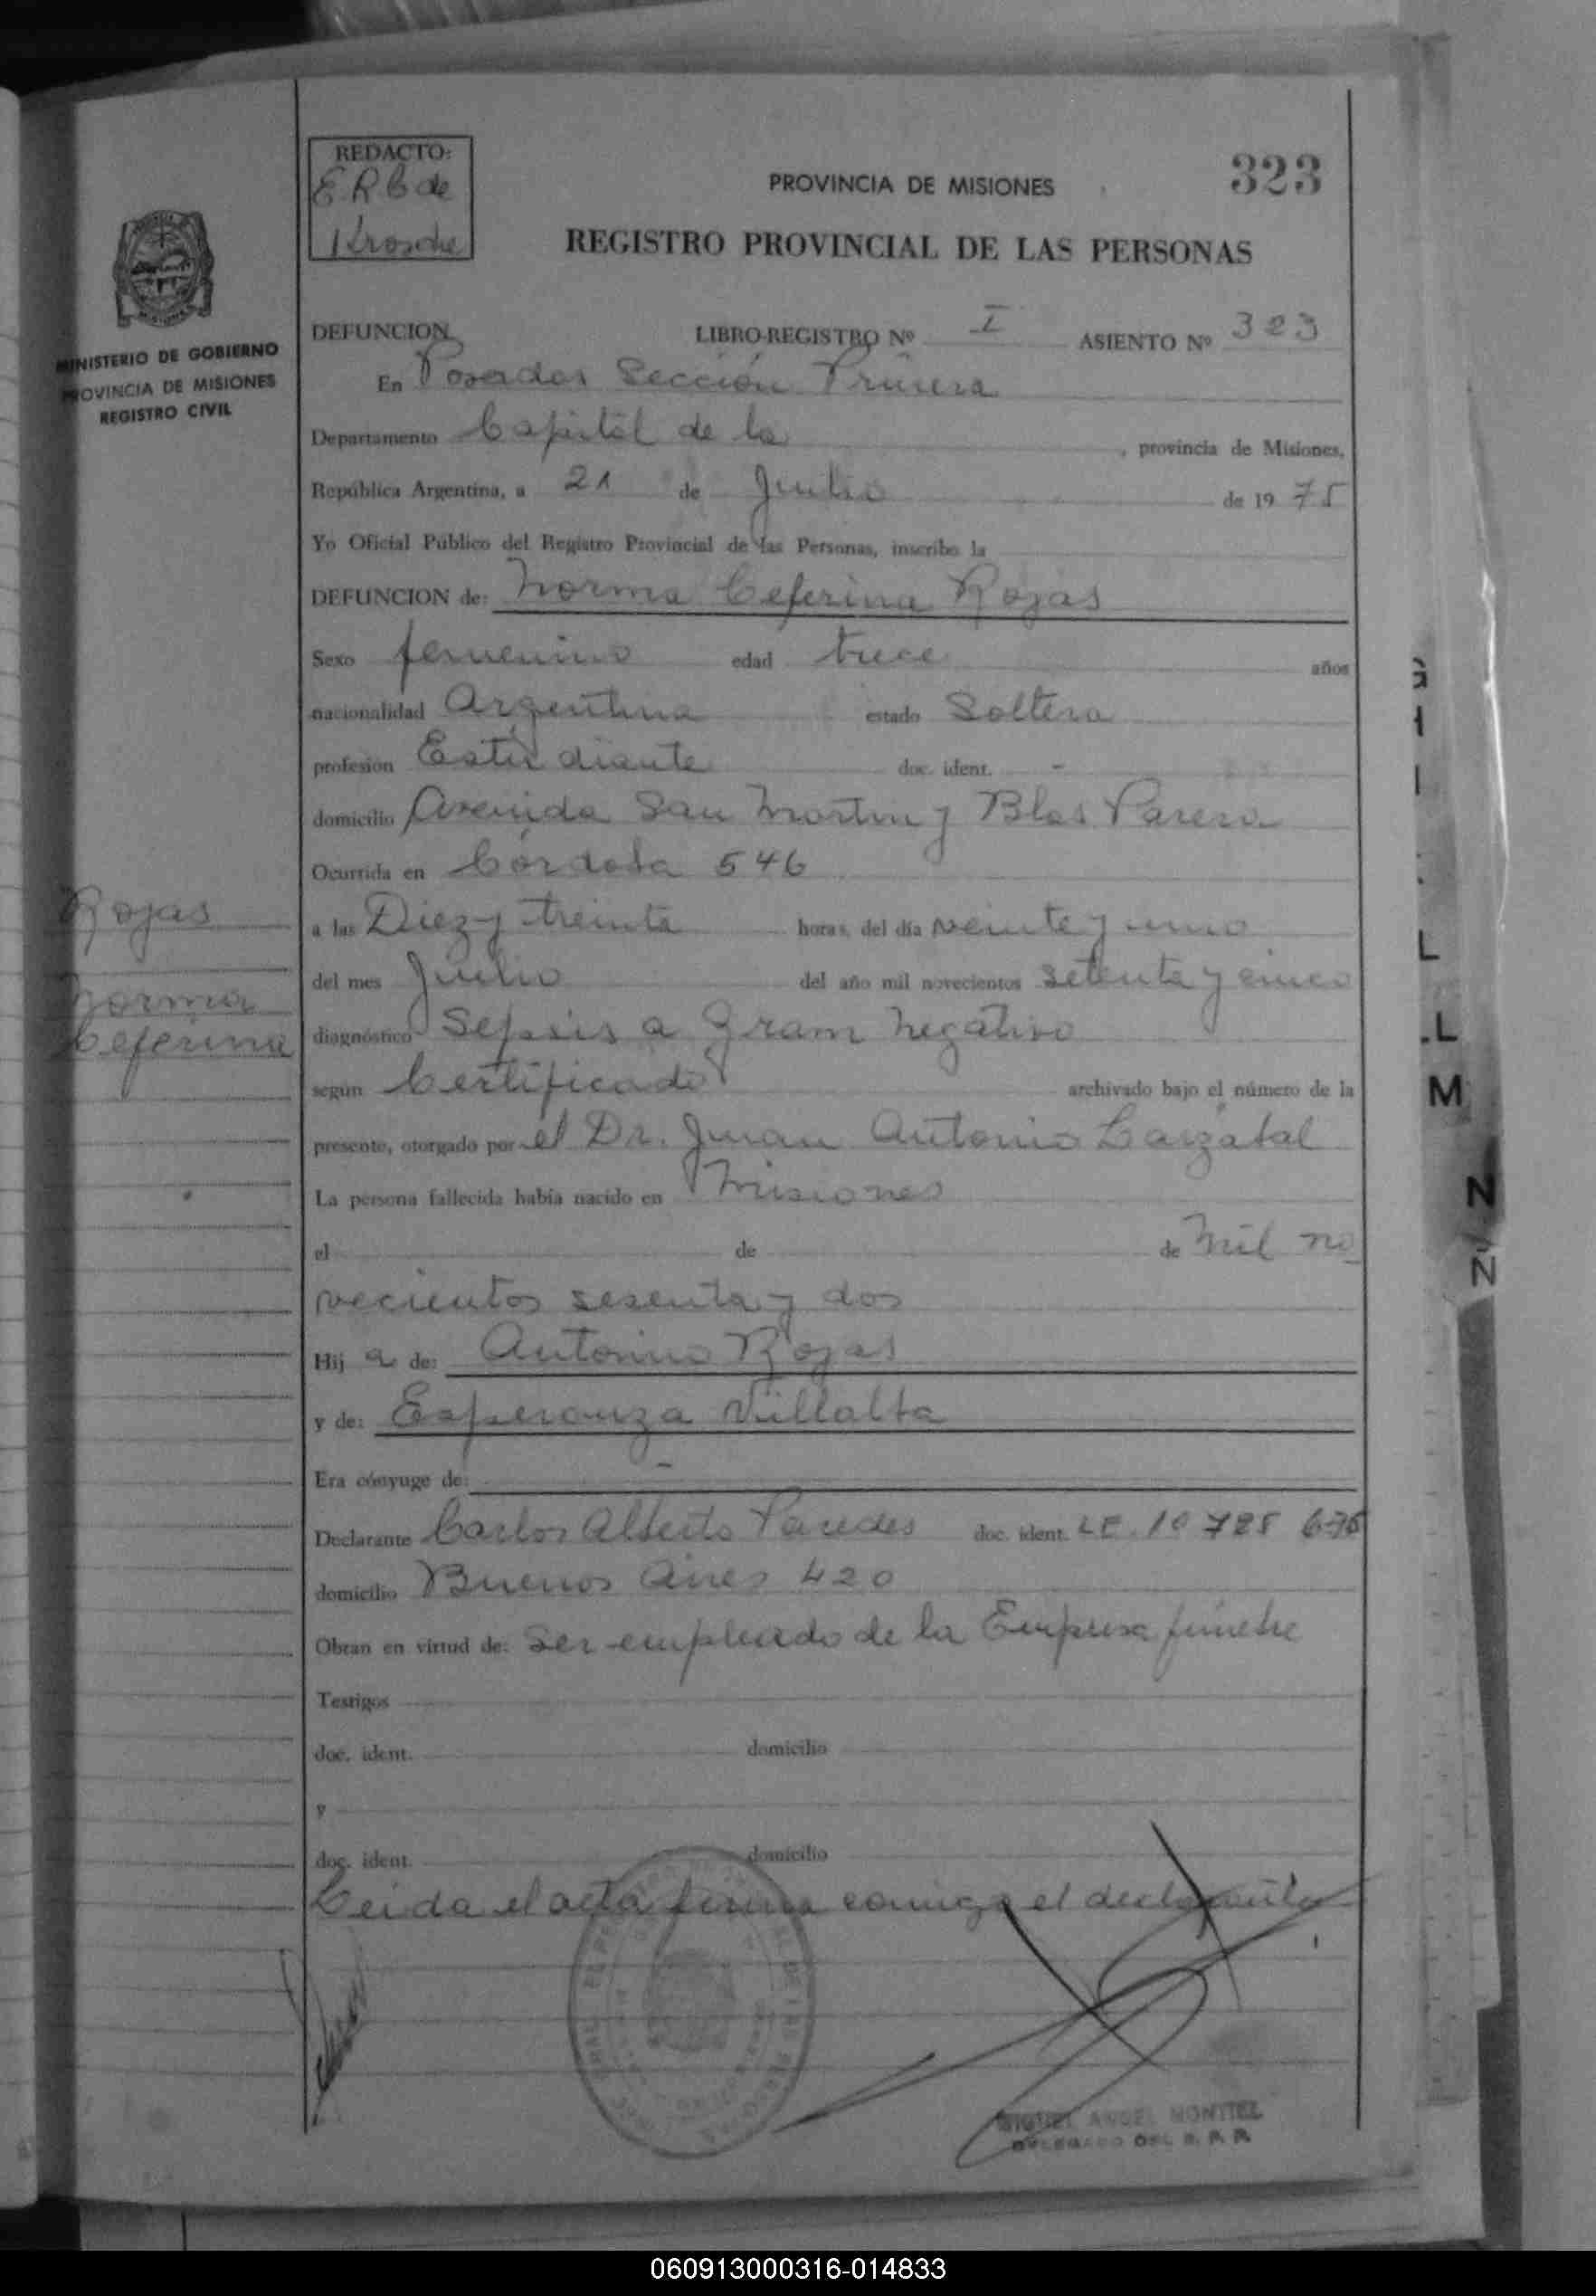 REDACTO:
E R B de
Krosche
PROVINCIA DE MISIONES
323
REGISTRO PROVINCIAL DE LAS PERSONAS
MINISTERIO DE GOBIERNO
PROVINCIA DE MISIONES
REGISTRO CIVIL
DEFUNCION LIBRO-REGISTRO Nº I ASIENTO Nº 323
En Posadas Sección Primera
Departamento Capital de la , provincia de Misiones,
República Argentina, a 21 de Julio de 19 75
Yo Oficial Público del Registro Provincial de las Personas, inscribo la
DEFUNCION de: Norma Ceferina Rojas
Sexo femenino edad trece años
nacionalidad Argentina estado Soltera
profesión Estudiante doc. ident. -
domicilio Avenida San Martin y Blas Parera
Ocurrida en Córdoba 546
Rojas
Norma
Ceferina
a las Diez y treinta horas, del día veinte y uno
del mes Julio del año mil novecientos setenta y cinco
diagnóstico Sepsis a Gram Negativo
según Certificado archivado bajo el número de la
presente, otorgado por el Dr. Juan Antonio
La persona fallecida había nacido en Misiones
el de de Mil no
vecientos sesenta y dos
Hij a de: Antonio Rojas
y de: Esperanza Villalba
Era cónyuge de: -
Declarante Carlos Alberto Paredes doc. ident. LE. 10 785
domicilio Buenos Aires 420
Obran en virtud de: Ser empleado de la Empresa fúnebre
Testigos
doc. ident. domicilio
y
doc. ident. domicilio
Leida el acta firma conmigo el declarante
MIGUEL ANGEL MONTIEL
DELEGADO DEL R. P. P.
L
L
M
N
Ñ
060913000316-014833